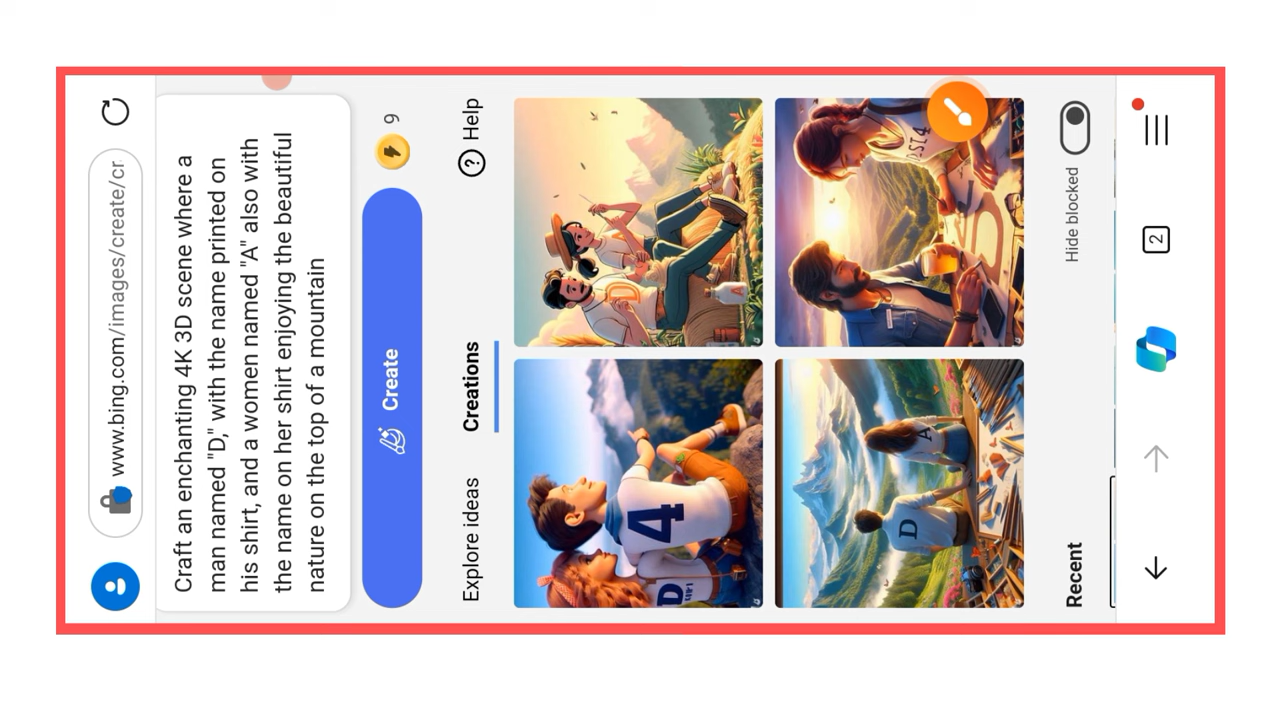 www.bing.com/images/create/cr
Craft an enchanting 4K 3D scene where a
man named "D," with the name printed on
his shirt, and a women named "A" also with
the name on her shirt enjoying the beautiful
nature on the top of a mountain
Create
9
Explore ideas
Creations
Help
D
4
D
A
D
A
Recent
Hide blocked
2